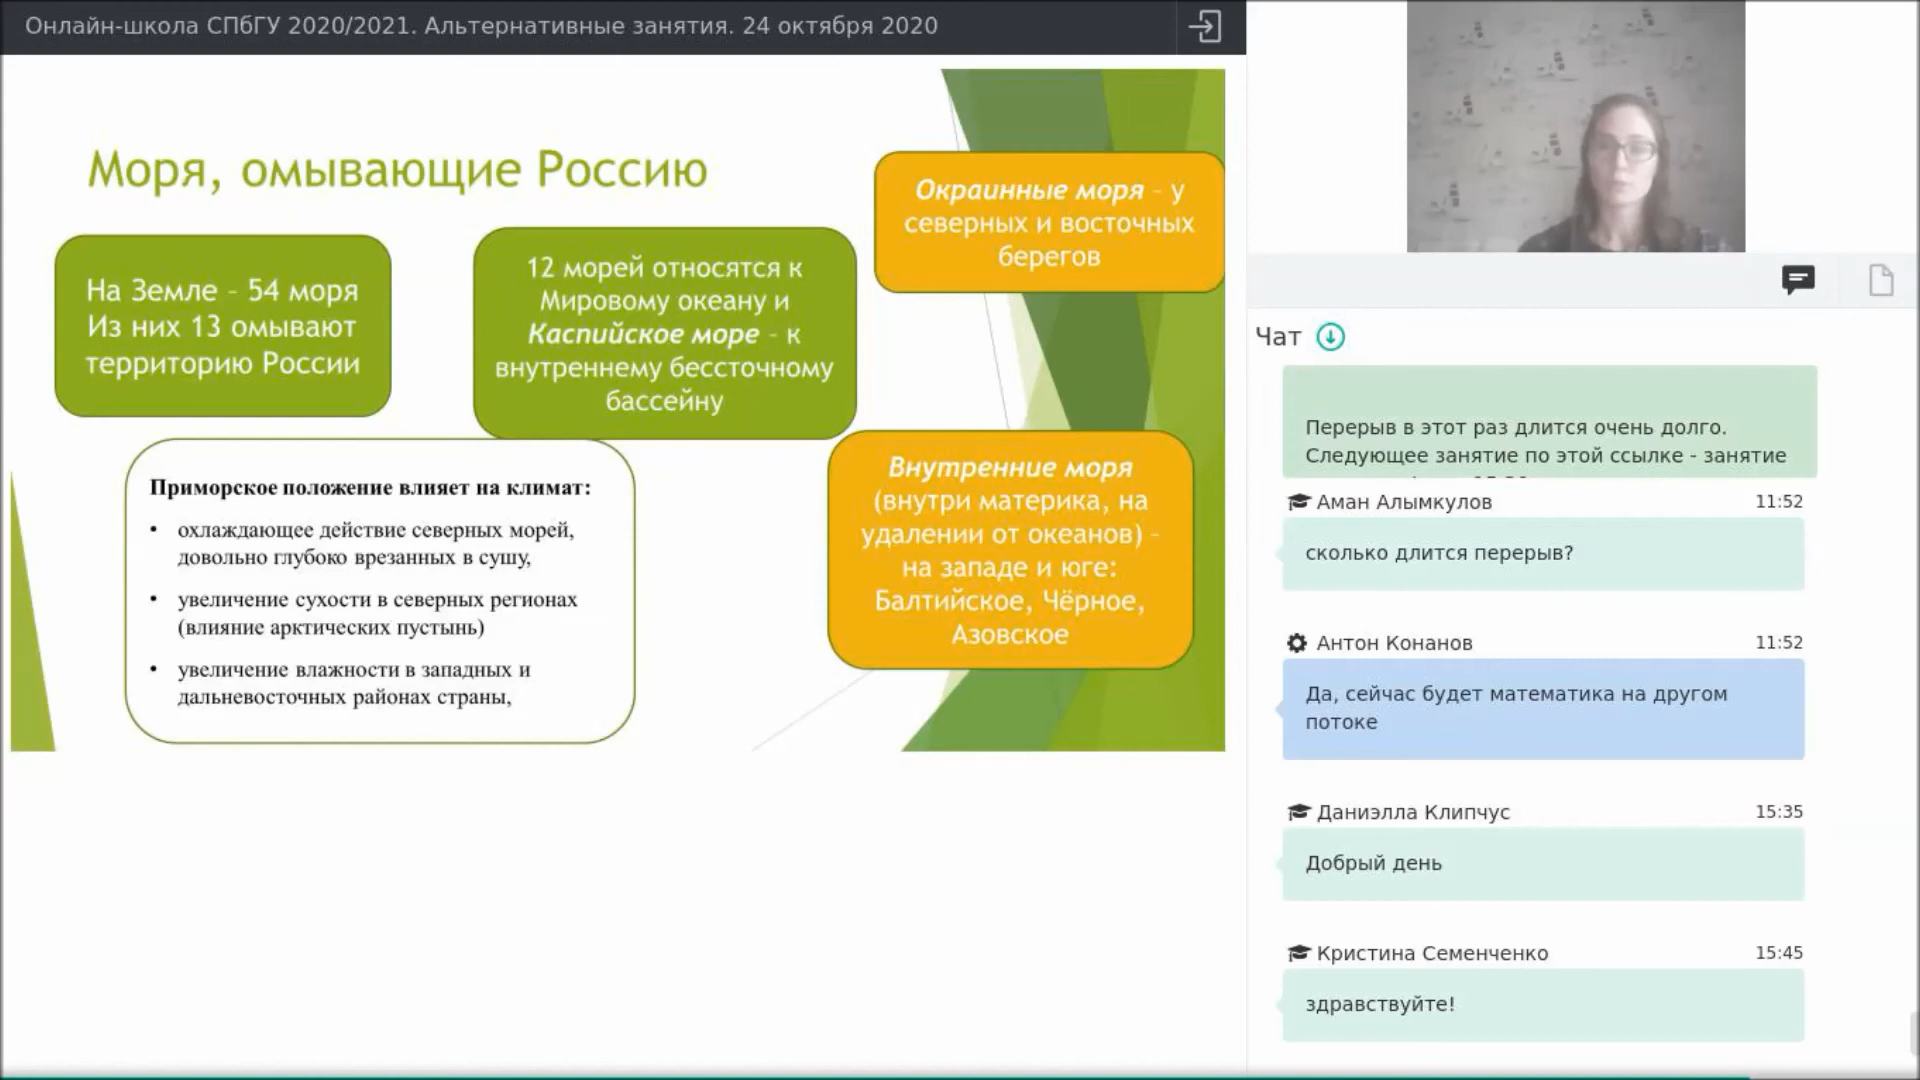 Онлайн-школа СПбГУ 2020/2021. Альтернативные занятия. 24 октября 2020
Моря, омывающие Россию
На Земле – 54 моря
Из них 13 омывают
территорию России
12 морей относятся к
Мировому океану и
Каспийское море – к
внутреннему бессточному
бассейну
Окраинные моря – у
северных и восточных
берегов
Приморское положение влияет на климат:
• охлаждающее действие северных морей,
довольно глубоко врезанных в сушу,
• увеличение сухости в северных регионах
(влияние арктических пустынь)
• увеличение влажности в западных и
дальневосточных районах страны,
Внутренние моря
(внутри материка, на
удалении от океанов) –
на западе и юге:
Балтийское, Чёрное,
Азовское
Чат
Перерыв в этот раз длится очень долго.
Следующее занятие по этой ссылке - занятие
Аман Алымкулов 11:52
сколько длится перерыв?
Антон Конанов 11:52
Да, сейчас будет математика на другом
потоке
Даниэлла Клипчус 15:35
Добрый день
Кристина Семенченко 15:45
здравствуйте!